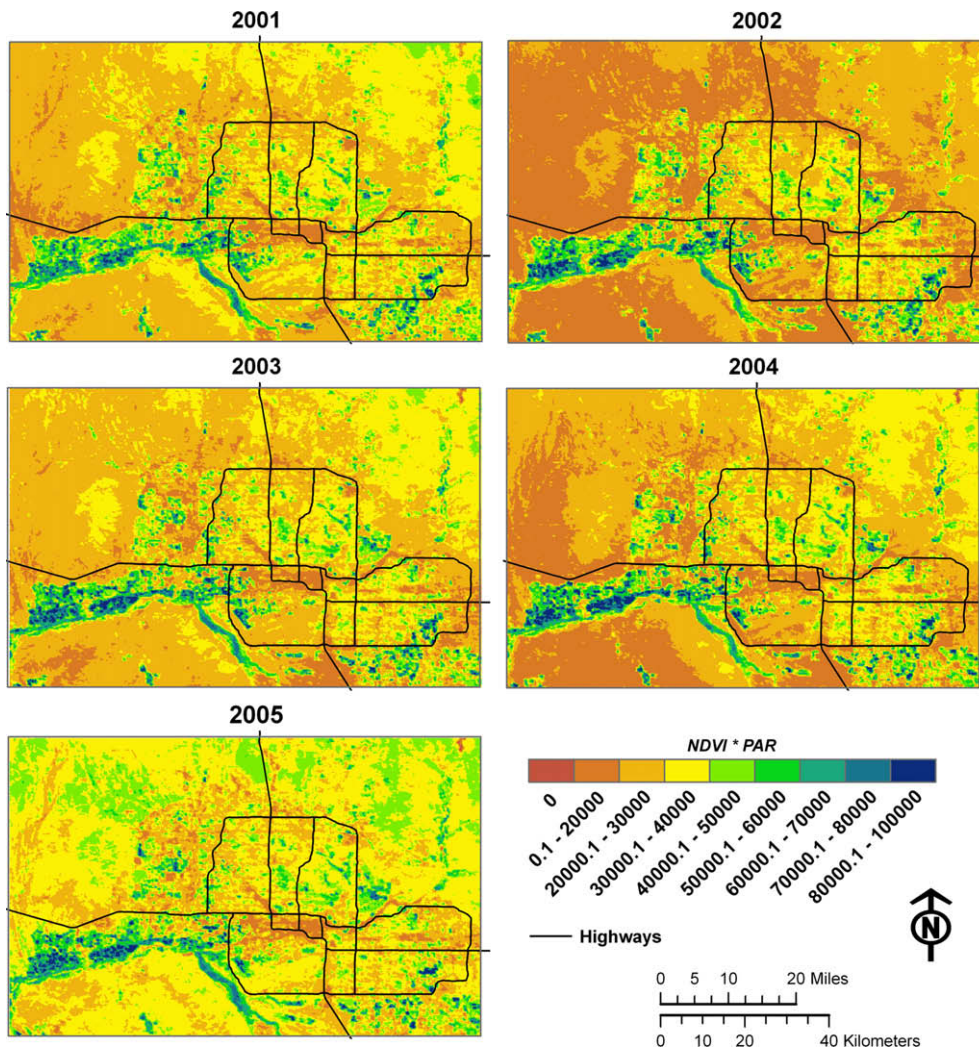 2001
2002
2003
2004
2005
NDVI * PAR
0
0.1 - 20000
20000.1 - 30000
30000.1 - 40000
40000.1 - 50000
50000.1 - 60000
60000.1 - 70000
70000.1 - 80000
80000.1 - 100000
Highways
N
0 5 10 20 Miles
0 10 20 40 Kilometers